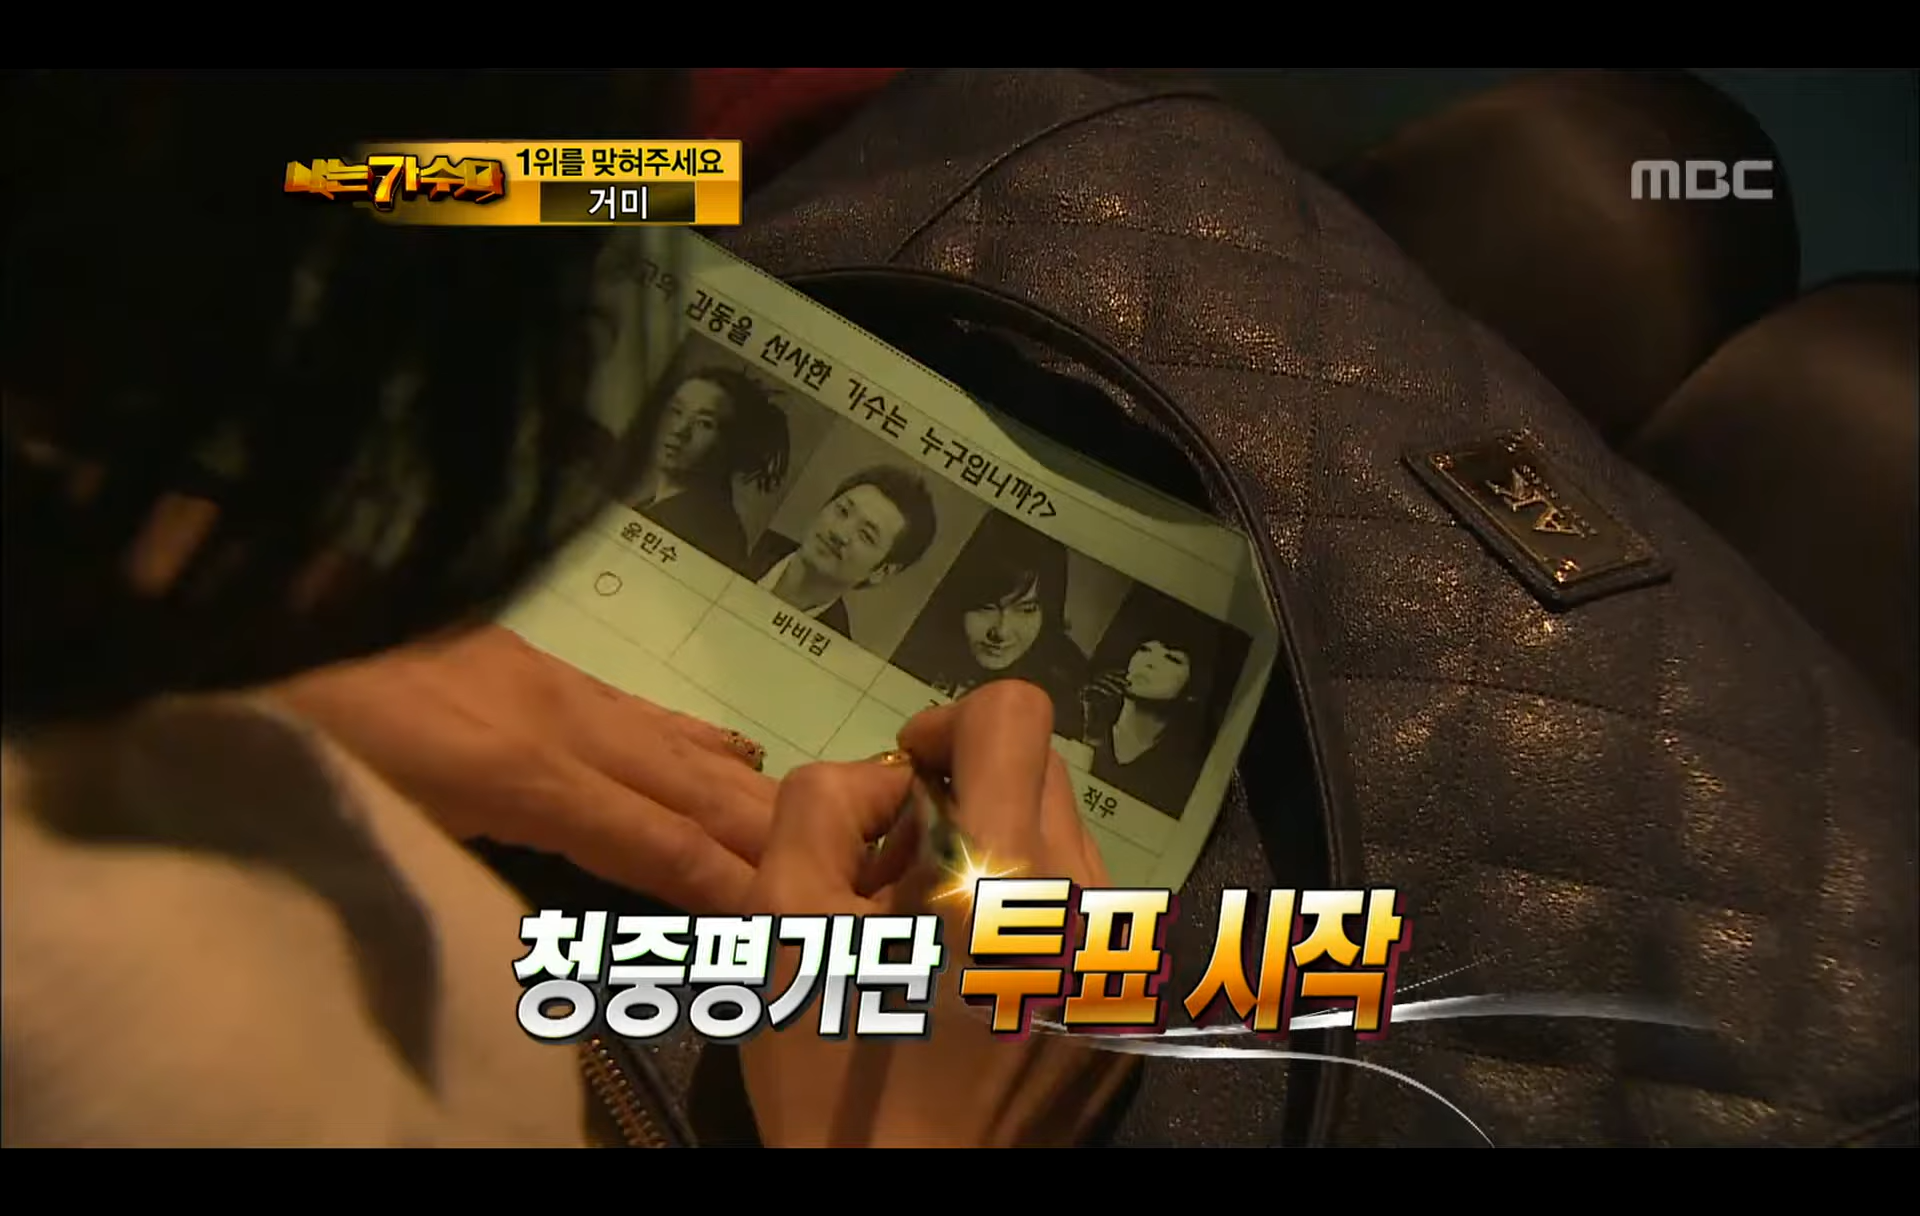 나는 가수다
1위를 맞혀주세요
거미
MBC
감동을 선사한 가수는 누구입니까?>
윤민수
바비킴
적우
청중평가단 투표 시작